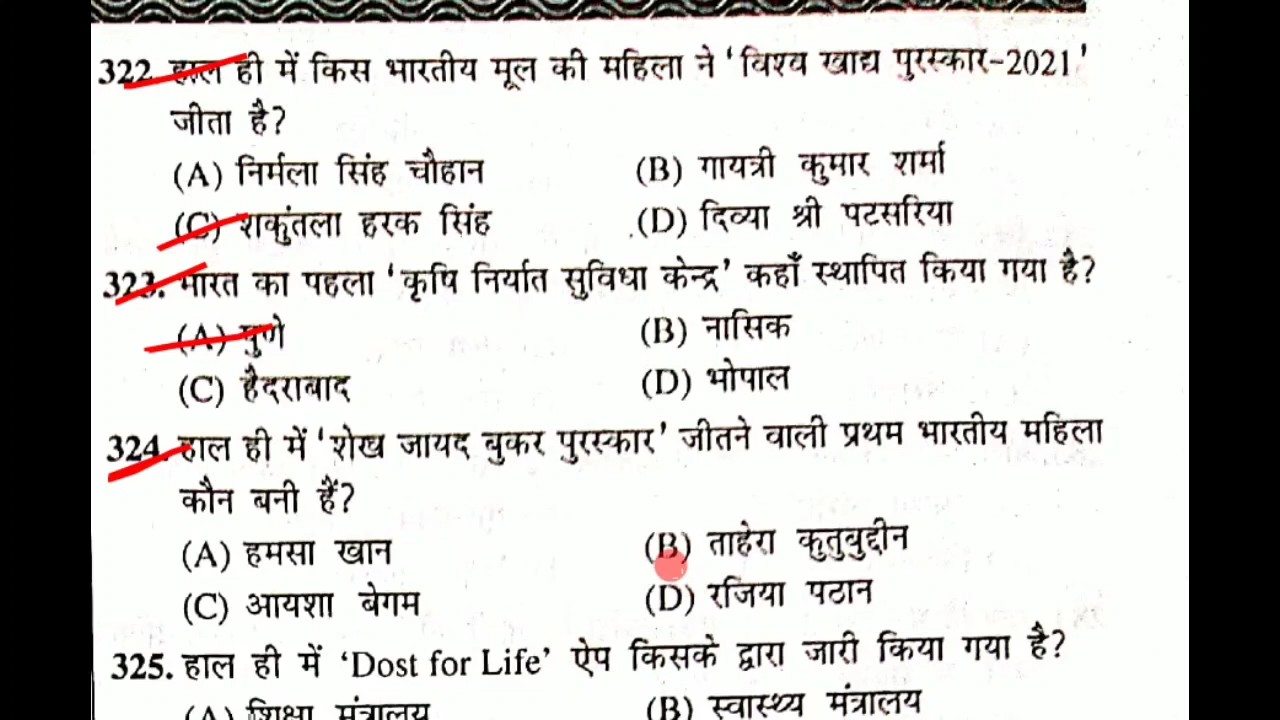 322. हाल ही में किस भारतीय मूल की महिला ने 'विश्व खाद्य पुरस्कार-2021'
जीता है?
(A) निर्मला सिंह चौहान (B) गायत्री कुमार शर्मा
(C) शकुंतला हरक सिंह (D) दिव्या श्री पटसरिया
323. भारत का पहला 'कृषि निर्यात सुविधा केन्द्र' कहाँ स्थापित किया गया है?
(A) पुणे (B) नासिक
(C) हैदराबाद (D) भोपाल
324. हाल ही में 'शेख जायद बुकर पुरस्कार' जीतने वाली प्रथम भारतीय महिला
कौन बनी हैं?
(A) हमसा खान (B) ताहेरा कुतुबुद्दीन
(C) आयशा बेगम (D) रजिया पठान
325. हाल ही में 'Dost for Life' ऐप किसके द्वारा जारी किया गया है?
(A) शिक्षा मंत्रालय (B) स्वास्थ्य मंत्रालय